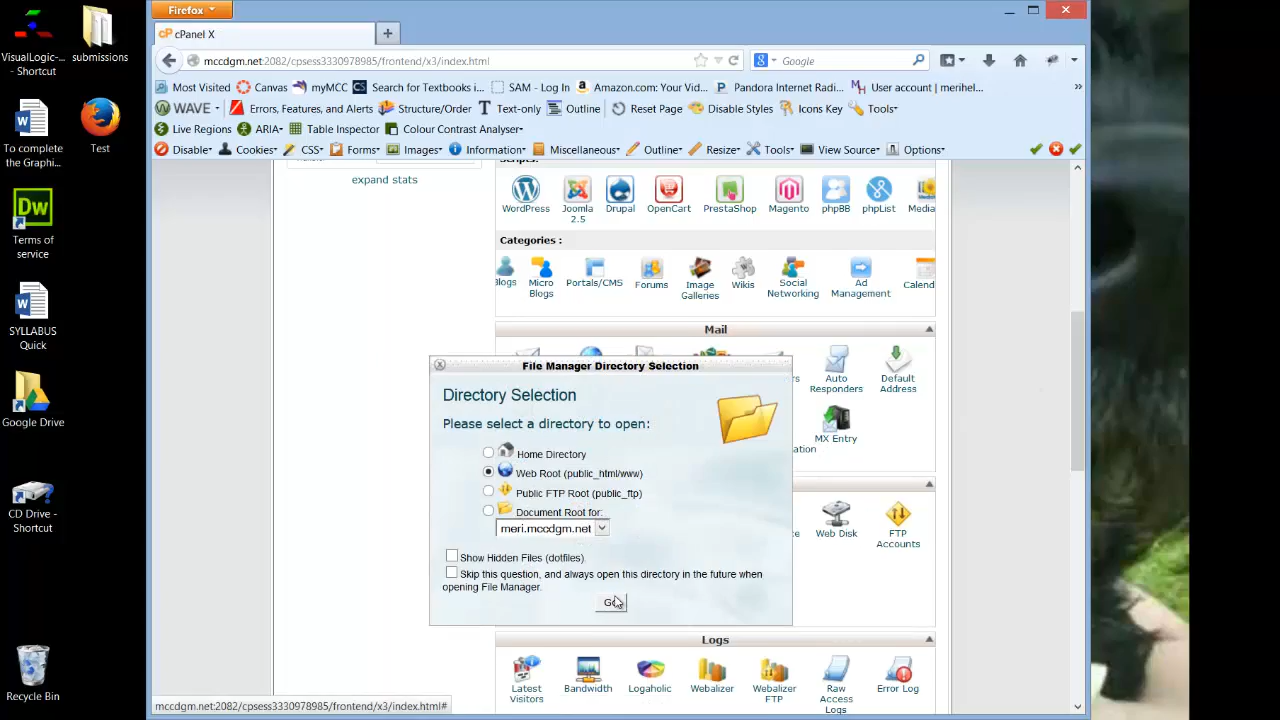 VisualLogic-...
- Shortcut
submissions
To complete
the Graphi...
Test
Dw
Terms of
service
SYLLABUS
Quick
Google Drive
CD Drive -
Shortcut
Recycle Bin
Firefox
cPanel X
mccdgm.net:2082/cpsess3330978985/frontend/x3/index.html
Google
Most Visited
Canvas
myMCC
CS Search for Textbooks i...
SAM - Log In
Amazon.com: Your Vid...
Pandora Internet Radi...
User account | merihel...
WAVE
Errors, Features, and Alerts
Structure/Order
Text-only
Outline
Reset Page
Disable Styles
Icons Key
Tools
Live Regions
ARIA
Table Inspector
Colour Contrast Analyser
Disable
Cookies
CSS
Forms
Images
Information
Miscellaneous
Outline
Resize
Tools
View Source
Options
expand stats
Scripts:
WordPress
Joomla
2.5
Drupal
OpenCart
PrestaShop
Magento
phpBB
phpList
Media
Categories :
Blogs
Micro
Blogs
Portals/CMS
Forums
Image
Galleries
Wikis
Social
Networking
Ad
Management
Calend
Mail
Auto
Responders
Default
Address
MX Entry
File Manager Directory Selection
Directory Selection
Please select a directory to open:
Home Directory
Web Root (public_html/www)
Public FTP Root (public_ftp)
Document Root for:
meri.mccdgm.net
Show Hidden Files (dotfiles).
Skip this question, and always open this directory in the future when
opening File Manager.
Go
Web Disk
FTP
Accounts
Logs
Latest
Visitors
Bandwidth
Logaholic
Webalizer
Webalizer
FTP
Raw
Access
Logs
Error Log
mccdgm.net:2082/cpsess3330978985/frontend/x3/index.html#